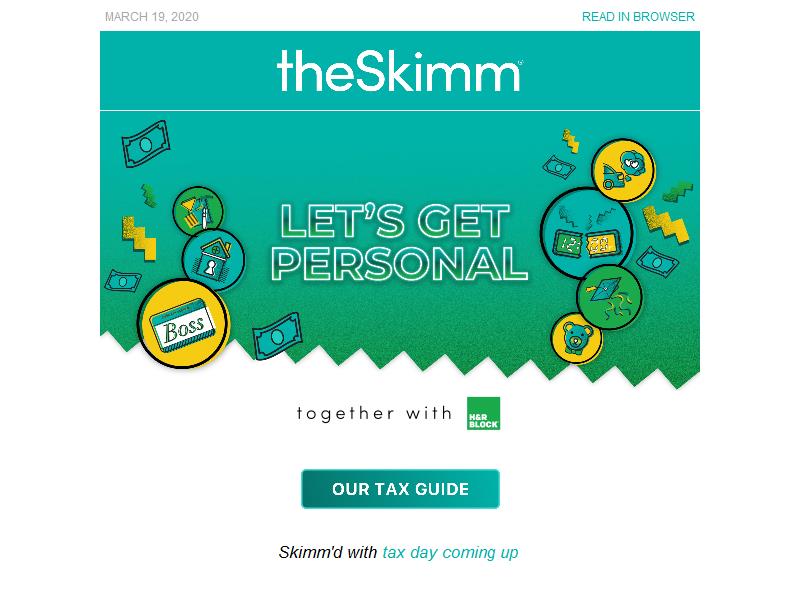 MARCH 19, 2020
READ IN BROWSER
theSkimm
LET'S GET
PERSONAL
Boss
together with
H&R
BLOCK
OUR TAX GUIDE
Skimm'd with tax day coming up